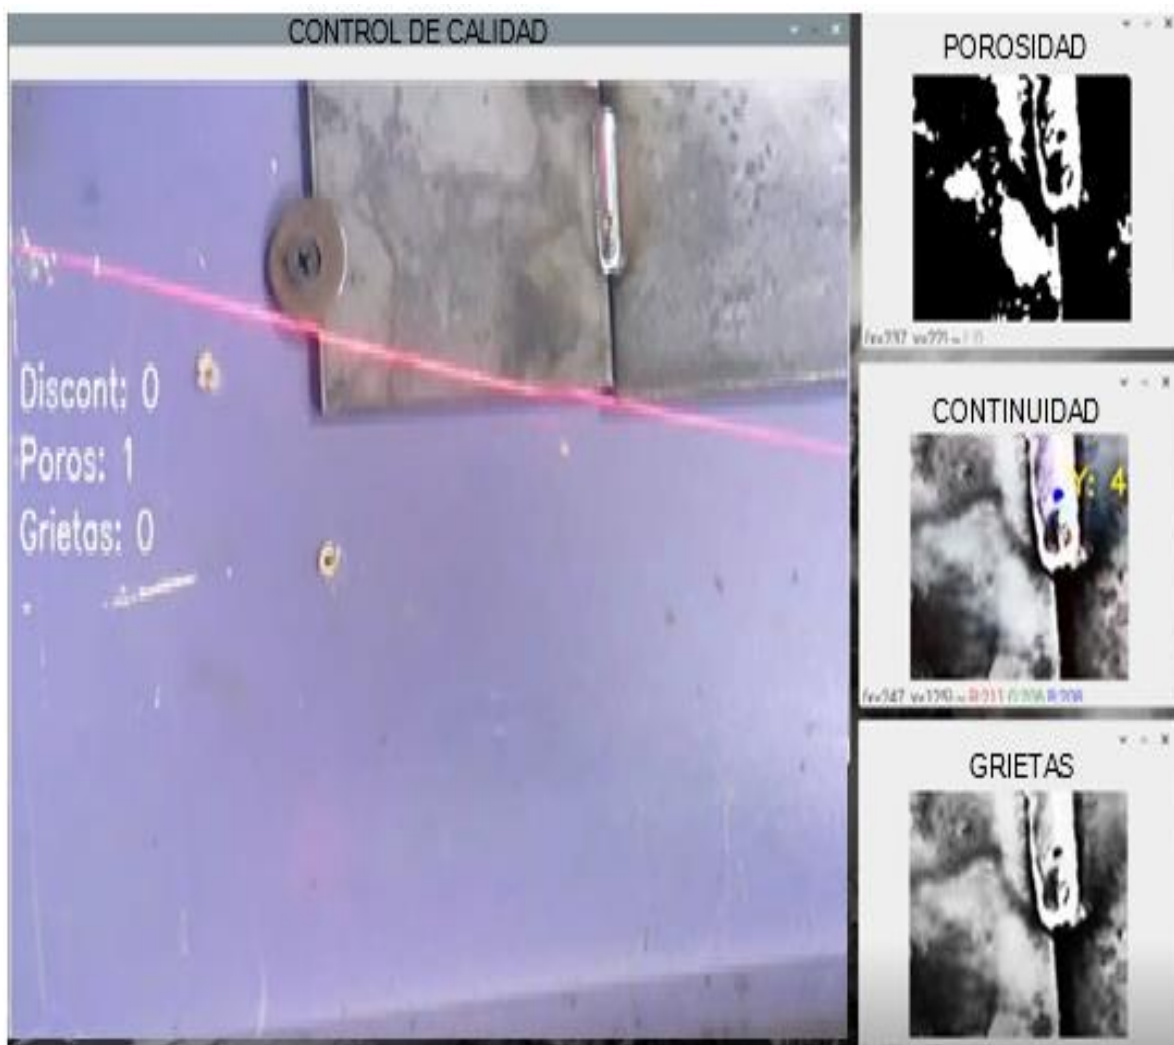 CONTROL DE CALIDAD
Discont: 0
Poros: 1
Grietas: 0
POROSIDAD
CONTINUIDAD
Y: 4
GRIETAS